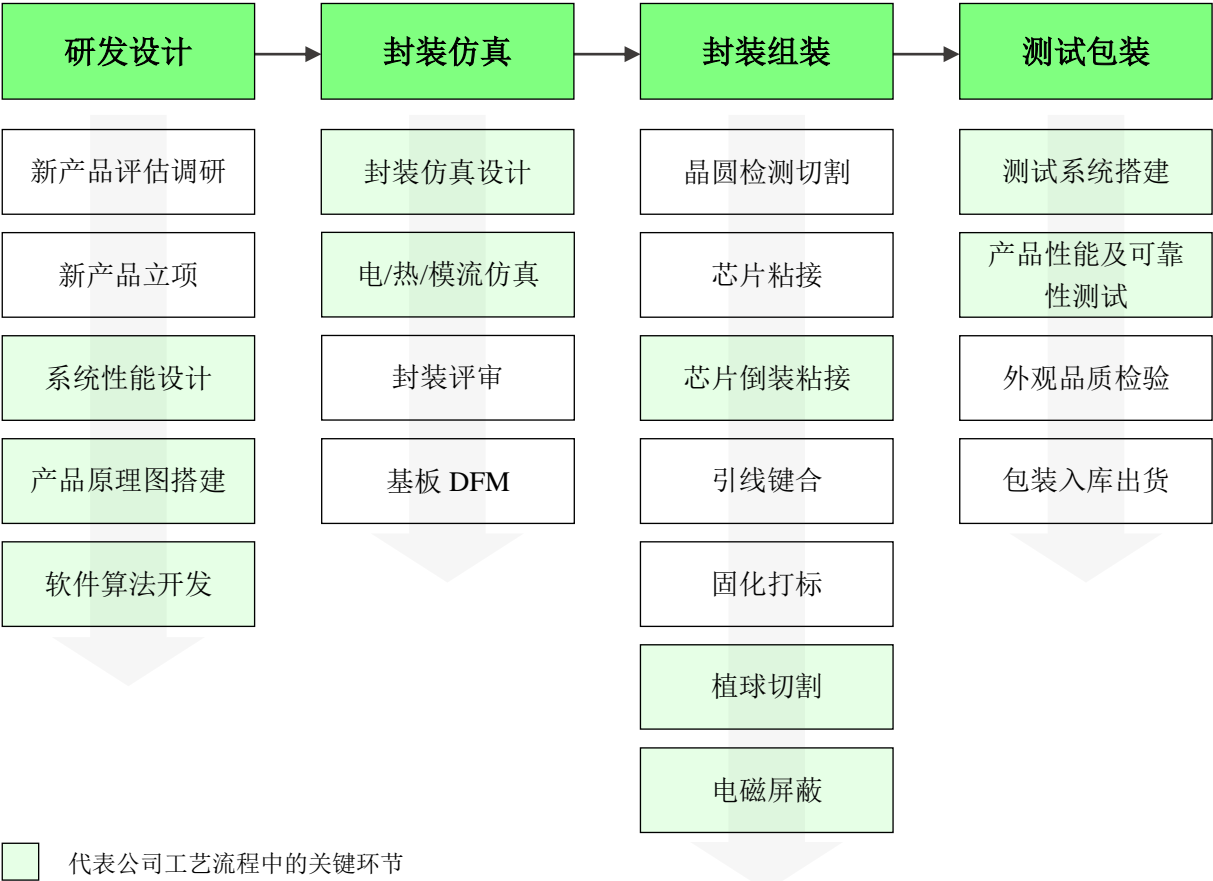 研发设计
封装仿真
封装组装
测试包装
新产品评估调研
新产品立项
系统性能设计
产品原理图搭建
软件算法开发
封装仿真设计
电/热/模流仿真
封装评审
基板 DFM
晶圆检测切割
芯片粘接
芯片倒装粘接
引线键合
固化打标
植球切割
电磁屏蔽
测试系统搭建
产品性能及可靠
性测试
外观品质检验
包装入库出货
代表公司工艺流程中的关键环节